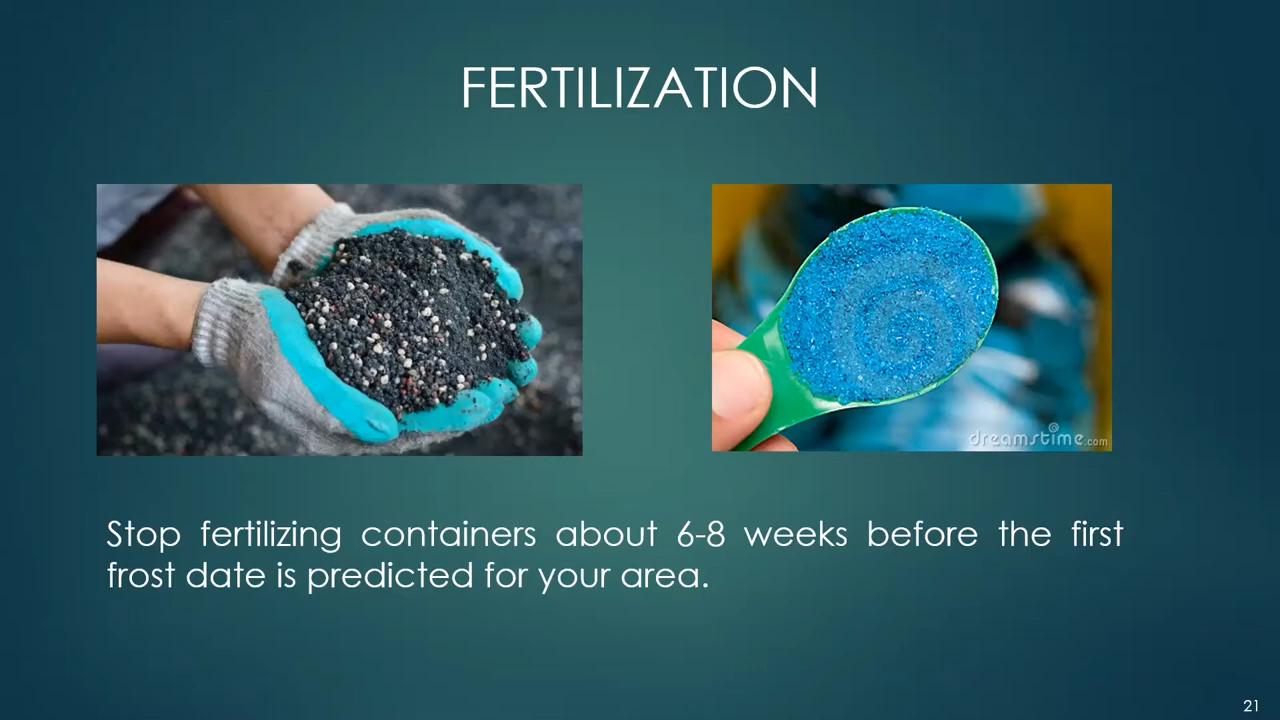 FERTILIZATION
dreamstime.com
Stop fertilizing containers about 6-8 weeks before the first
frost date is predicted for your area.
21